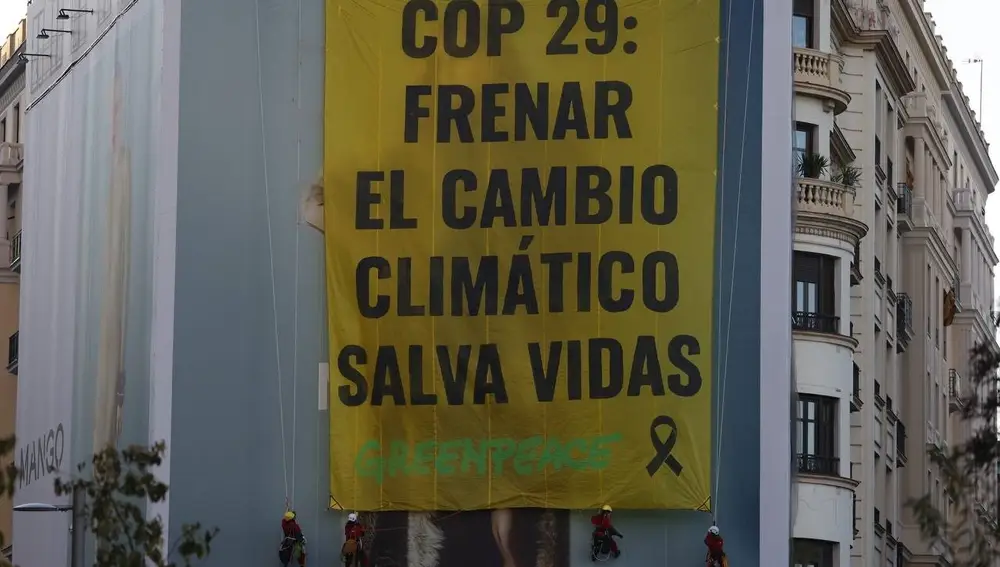 COP 29:
FRENAR
EL CAMBIO
CLIMÁTICO
SALVA VIDAS
GREENPEACE
MANGO